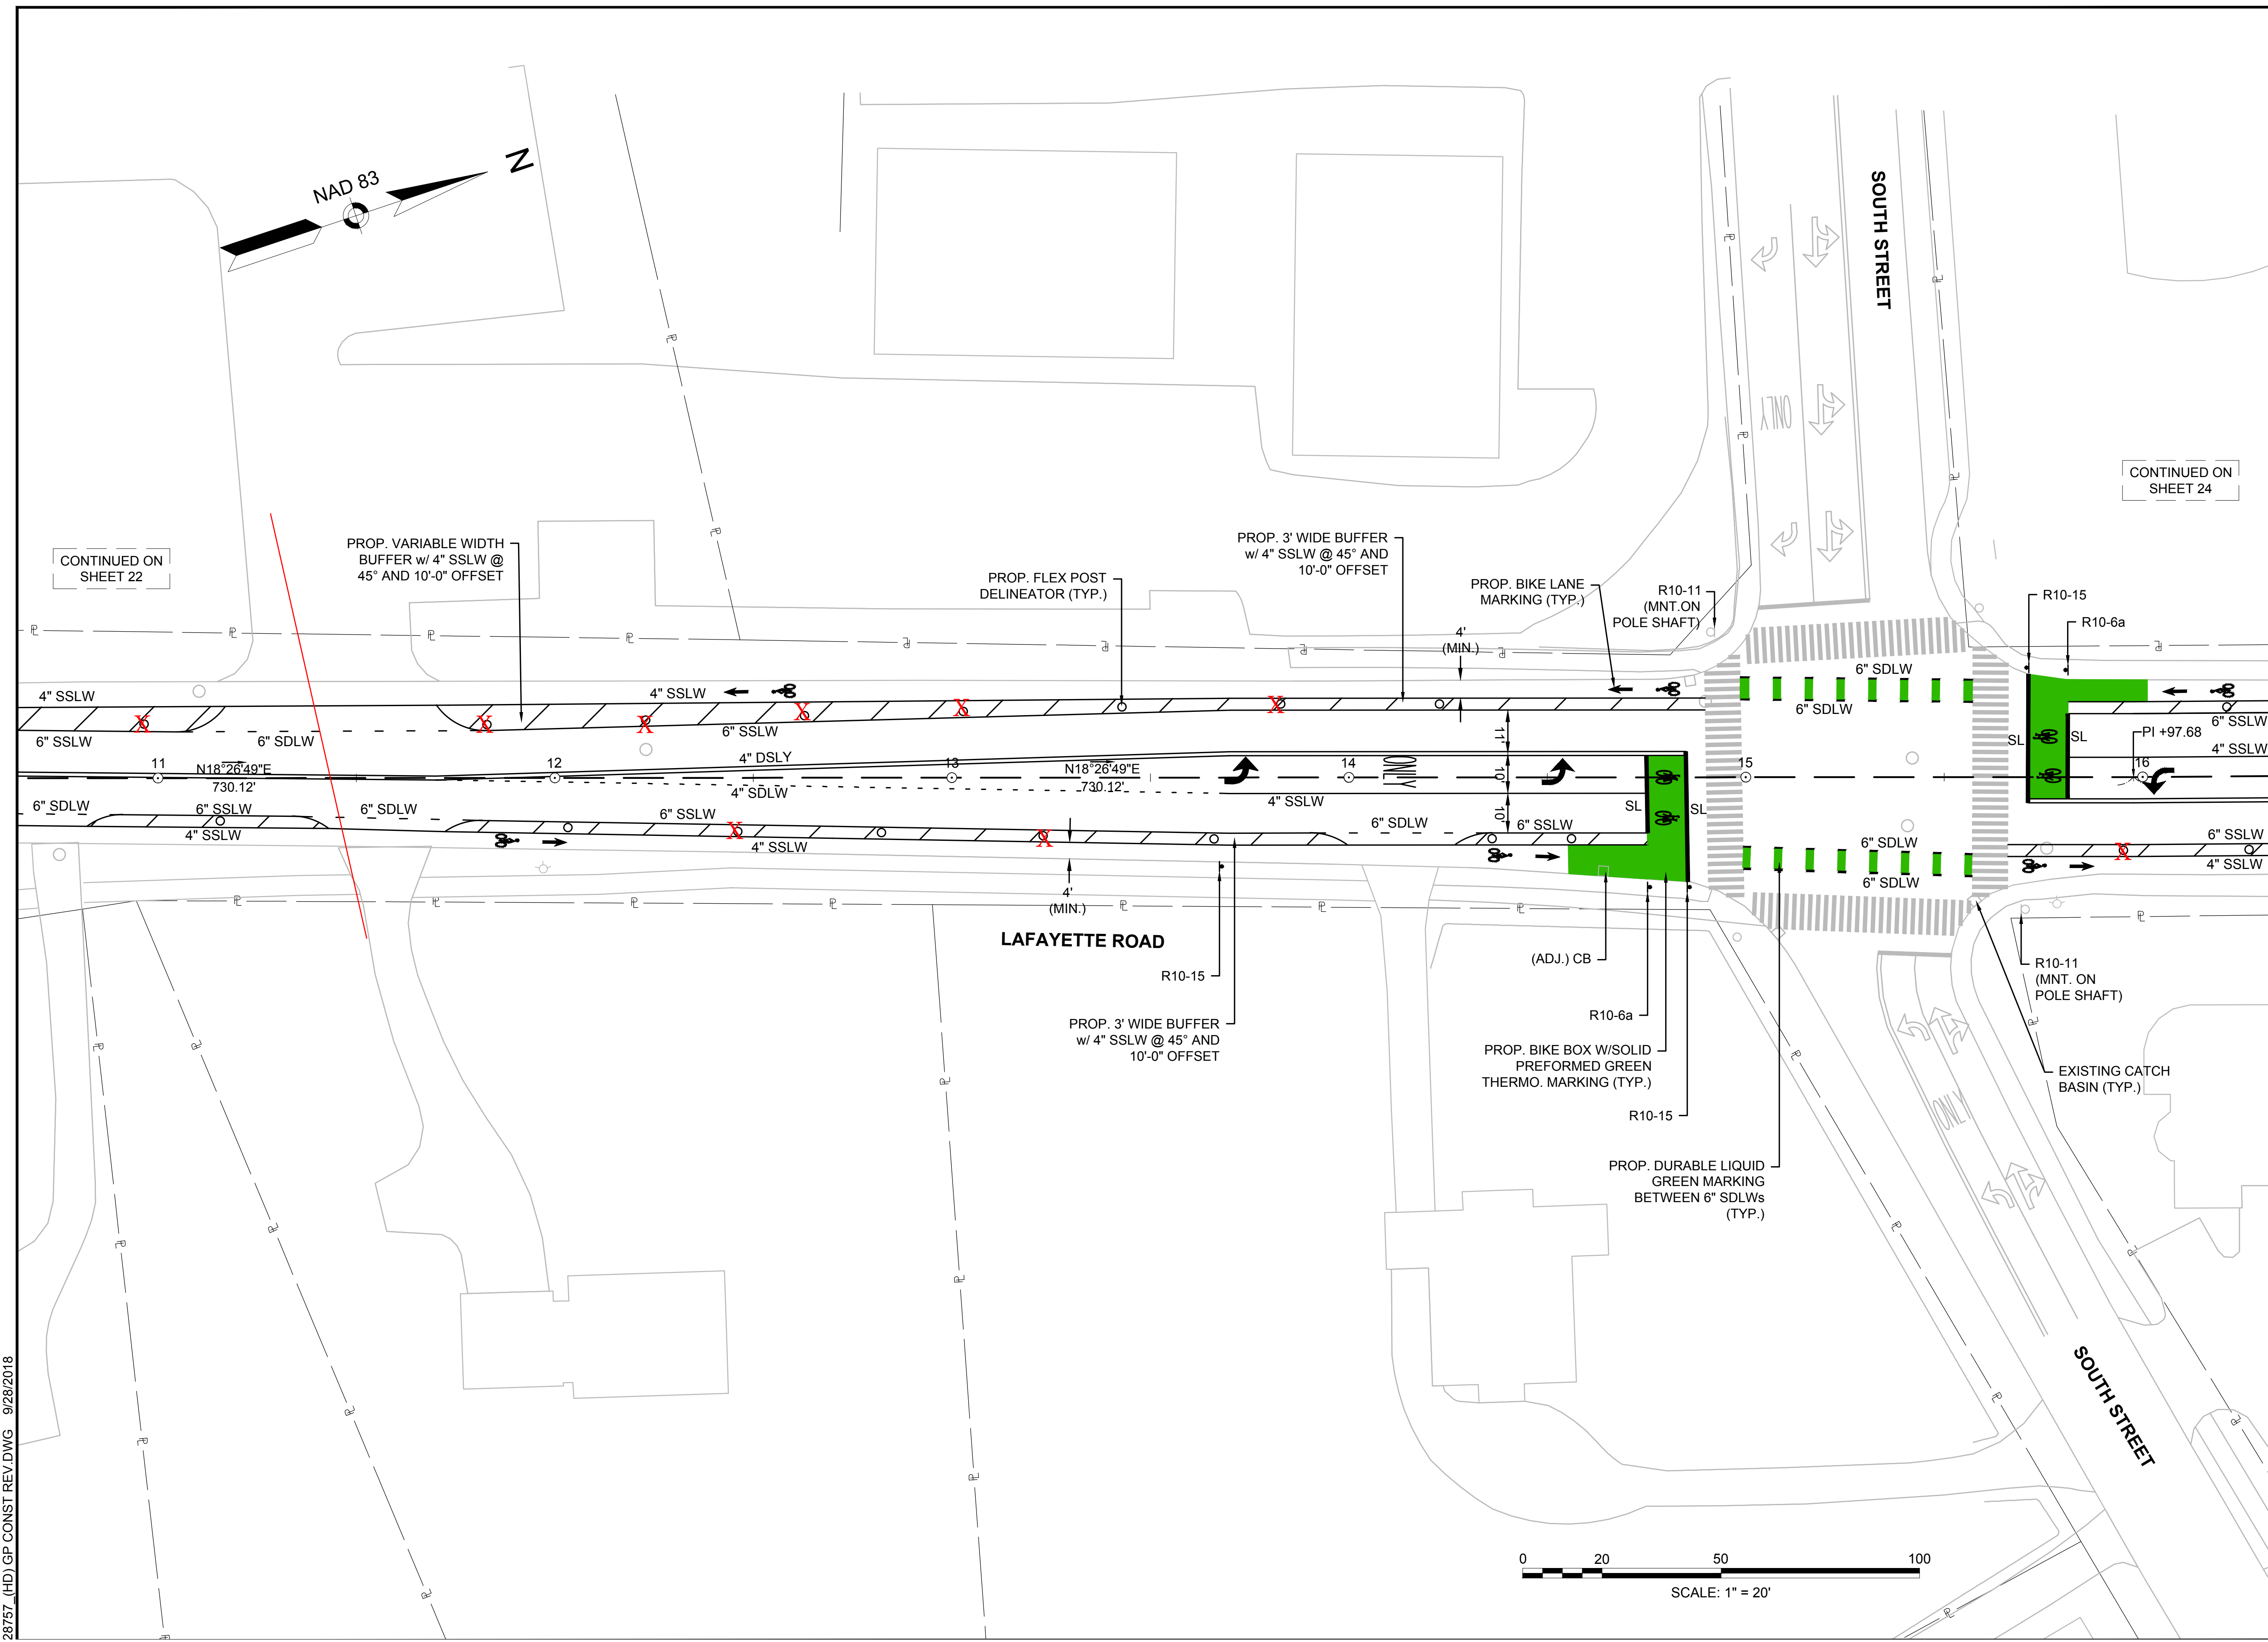 NAD 83
N
SOUTH STREET
CONTINUED ON
SHEET 22
CONTINUED ON
SHEET 24
PROP. VARIABLE WIDTH
BUFFER w/ 4" SSLW @
45° AND 10'-0" OFFSET
PROP. FLEX POST
DELINEATOR (TYP.)
PROP. 3' WIDE BUFFER
w/ 4" SSLW @ 45° AND
10'-0" OFFSET
PROP. BIKE LANE
MARKING (TYP.)
R10-11
(MNT.ON
POLE SHAFT)
4'
(MIN.)
R10-15
R10-6a
ONLY
4" SSLW
4" SSLW
6" SDLW
6" SDLW
X
X
X
X
X
X
6" SSLW
6" SDLW
6" SSLW
6" SSLW
4" SSLW
SL
SL
PI +97.68
11'
4" DSLY
11
N18°26'49"E
730.12'
12
13
N18°26'49"E
730.12'
14
ONLY
10'
15
16
4" SDLW
4" SSLW
10'
SL
SL
6" SDLW
6" SSLW
4" SSLW
6" SDLW
6" SSLW
X
4" SSLW
X
6" SDLW
6" SSLW
6" SDLW
6" SDLW
6" SSLW
X
4" SSLW
4'
(MIN.)
LAFAYETTE ROAD
R10-15
PROP. 3' WIDE BUFFER
w/ 4" SSLW @ 45° AND
10'-0" OFFSET
(ADJ.) CB
R10-6a
PROP. BIKE BOX W/SOLID
PREFORMED GREEN
THERMO. MARKING (TYP.)
R10-15
PROP. DURABLE LIQUID
GREEN MARKING
BETWEEN 6" SDLWs
(TYP.)
R10-11
(MNT. ON
POLE SHAFT)
EXISTING CATCH
BASIN (TYP.)
ONLY
SOUTH STREET
0 20 50 100
SCALE: 1" = 20'
28757_(HD) GP CONST REV.DWG 9/28/2018